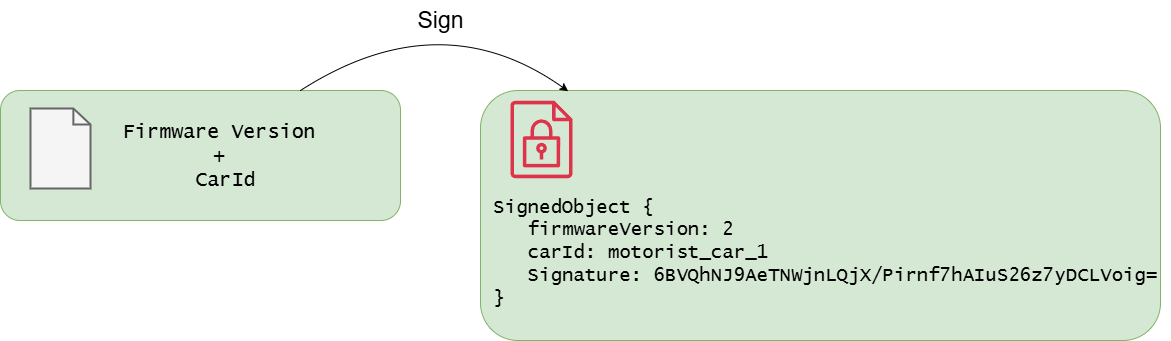 Sign
Firmware Version
+
CarId
SignedObject {
firmwareVersion: 2
carId: motorist_car_1
Signature: 6BVQhNJ9AeTNWjnLQjX/Pirnf7hAIuS26z7yDCLVoig=
}